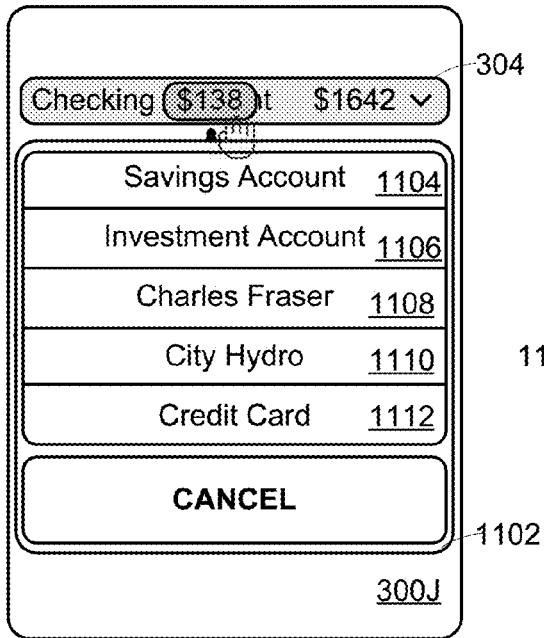 304
Checking $138 t $1642
Savings Account 1104
Investment Account 1106
Charles Fraser 1108
City Hydro 1110
11
Credit Card 1112
CANCEL
1102
300J